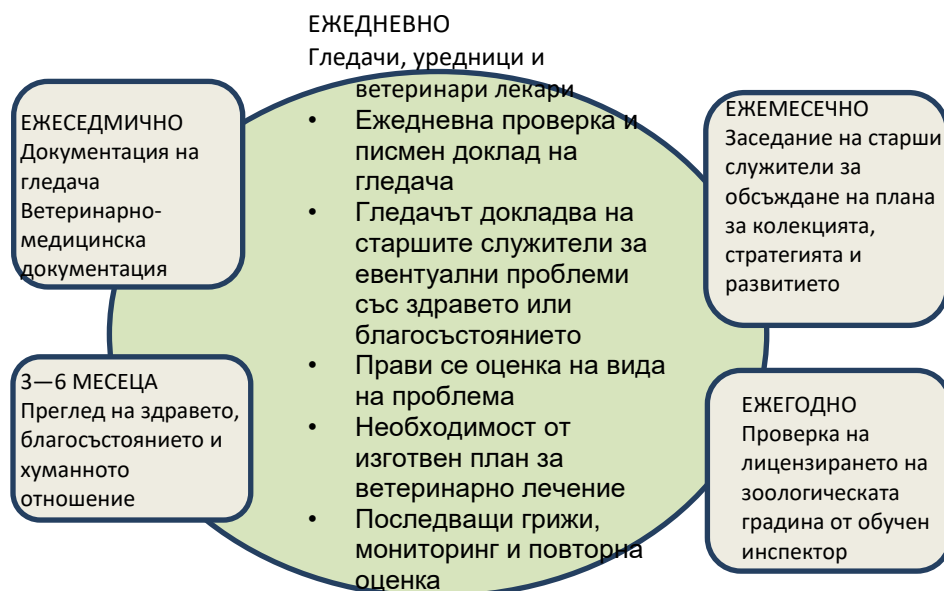 ЕЖЕДНЕВНО
Гледачи, уредници и
ветеринари лекари
• Ежедневна проверка и
писмен доклад на
гледача
• Гледачът докладва на
старшите служители за
евентуални проблеми
със здравето или
благосъстоянието
• Прави се оценка на вида
на проблема
• Необходимост от
изготвен план за
ветеринарно лечение
• Последващи грижи,
мониторинг и повторна
оценка
ЕЖЕСЕДМИЧНО
Документация на
гледача
Ветеринарно-
медицинска
документация
ЕЖЕМЕСЕЧНО
Заседание на старши
служители за
обсъждане на плана
за колекцията,
стратегията и
развитието
3—6 МЕСЕЦА
Преглед на здравето,
благосъстоянието и
хуманното
отношение
ЕЖЕГОДНО
Проверка на
лицензирането на
зоологическата
градина от обучен
инспектор